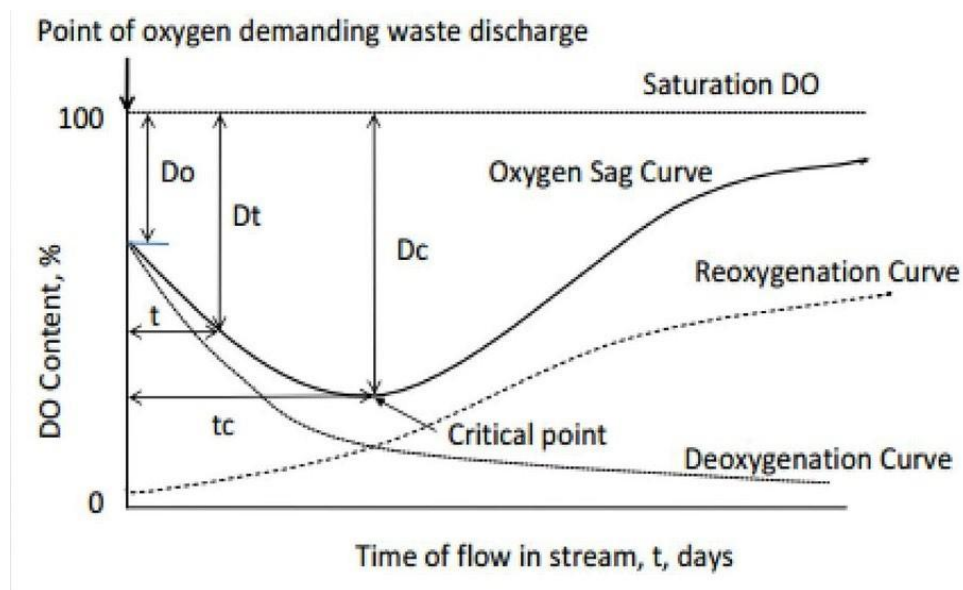 Point of oxygen demanding waste discharge
Saturation DO
100
Do
Oxygen Sag Curve
Dt
Dc
Reoxygenation Curve
t
DO Content, %
tc
Critical point
Deoxygenation Curve
0
Time of flow in stream, t, days